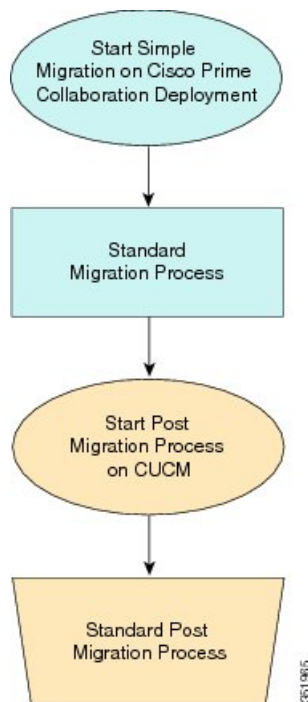 Start Simple
Migration on Cisco Prime
Collaboration Deployment
Standard
Migration Process
Start Post
Migration Process
on CUCM
Standard Post
Migration Process
351965